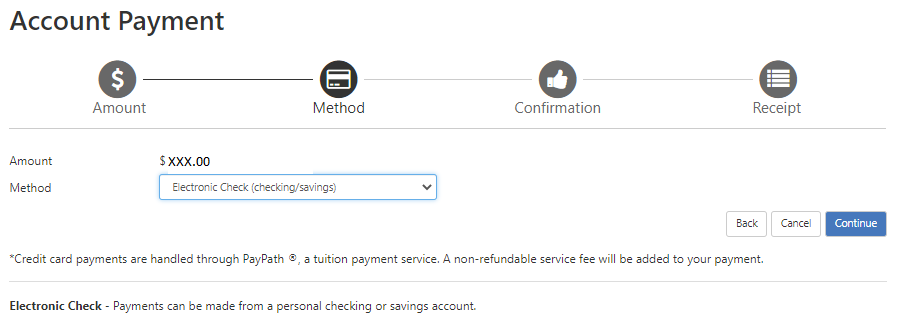 Account Payment
Amount
Method
Confirmation
Receipt
Amount
$ XXX.00
Method
Electronic Check (checking/savings)
Back
Cancel
Continue
*Credit card payments are handled through PayPath ®, a tuition payment service. A non-refundable service fee will be added to your payment.
Electronic Check - Payments can be made from a personal checking or savings account.